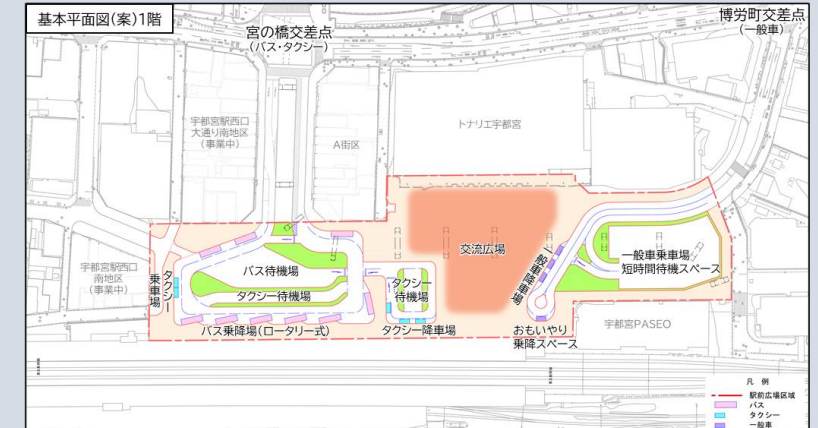 基本平面図(案)1階
宮の橋交差点
(バス・タクシー)
博労町交差点
(一般車)
宇都宮駅西口
大通り南地区
(事業中)
A街区
トナリエ宇都宮
宇都宮駅西口
南地区
(事業中)
タクシー
乗車場
バス待機場
タクシー待機場
バス乗降場(ロータリー式)
タクシー
待機場
タクシー降車場
交流広場
一般車降車場
おもいやり
乗降スペース
一般車乗車場
短時間待機スペース
宇都宮PASEO
凡 例
駅前広場区域
バス
タクシー
一般車